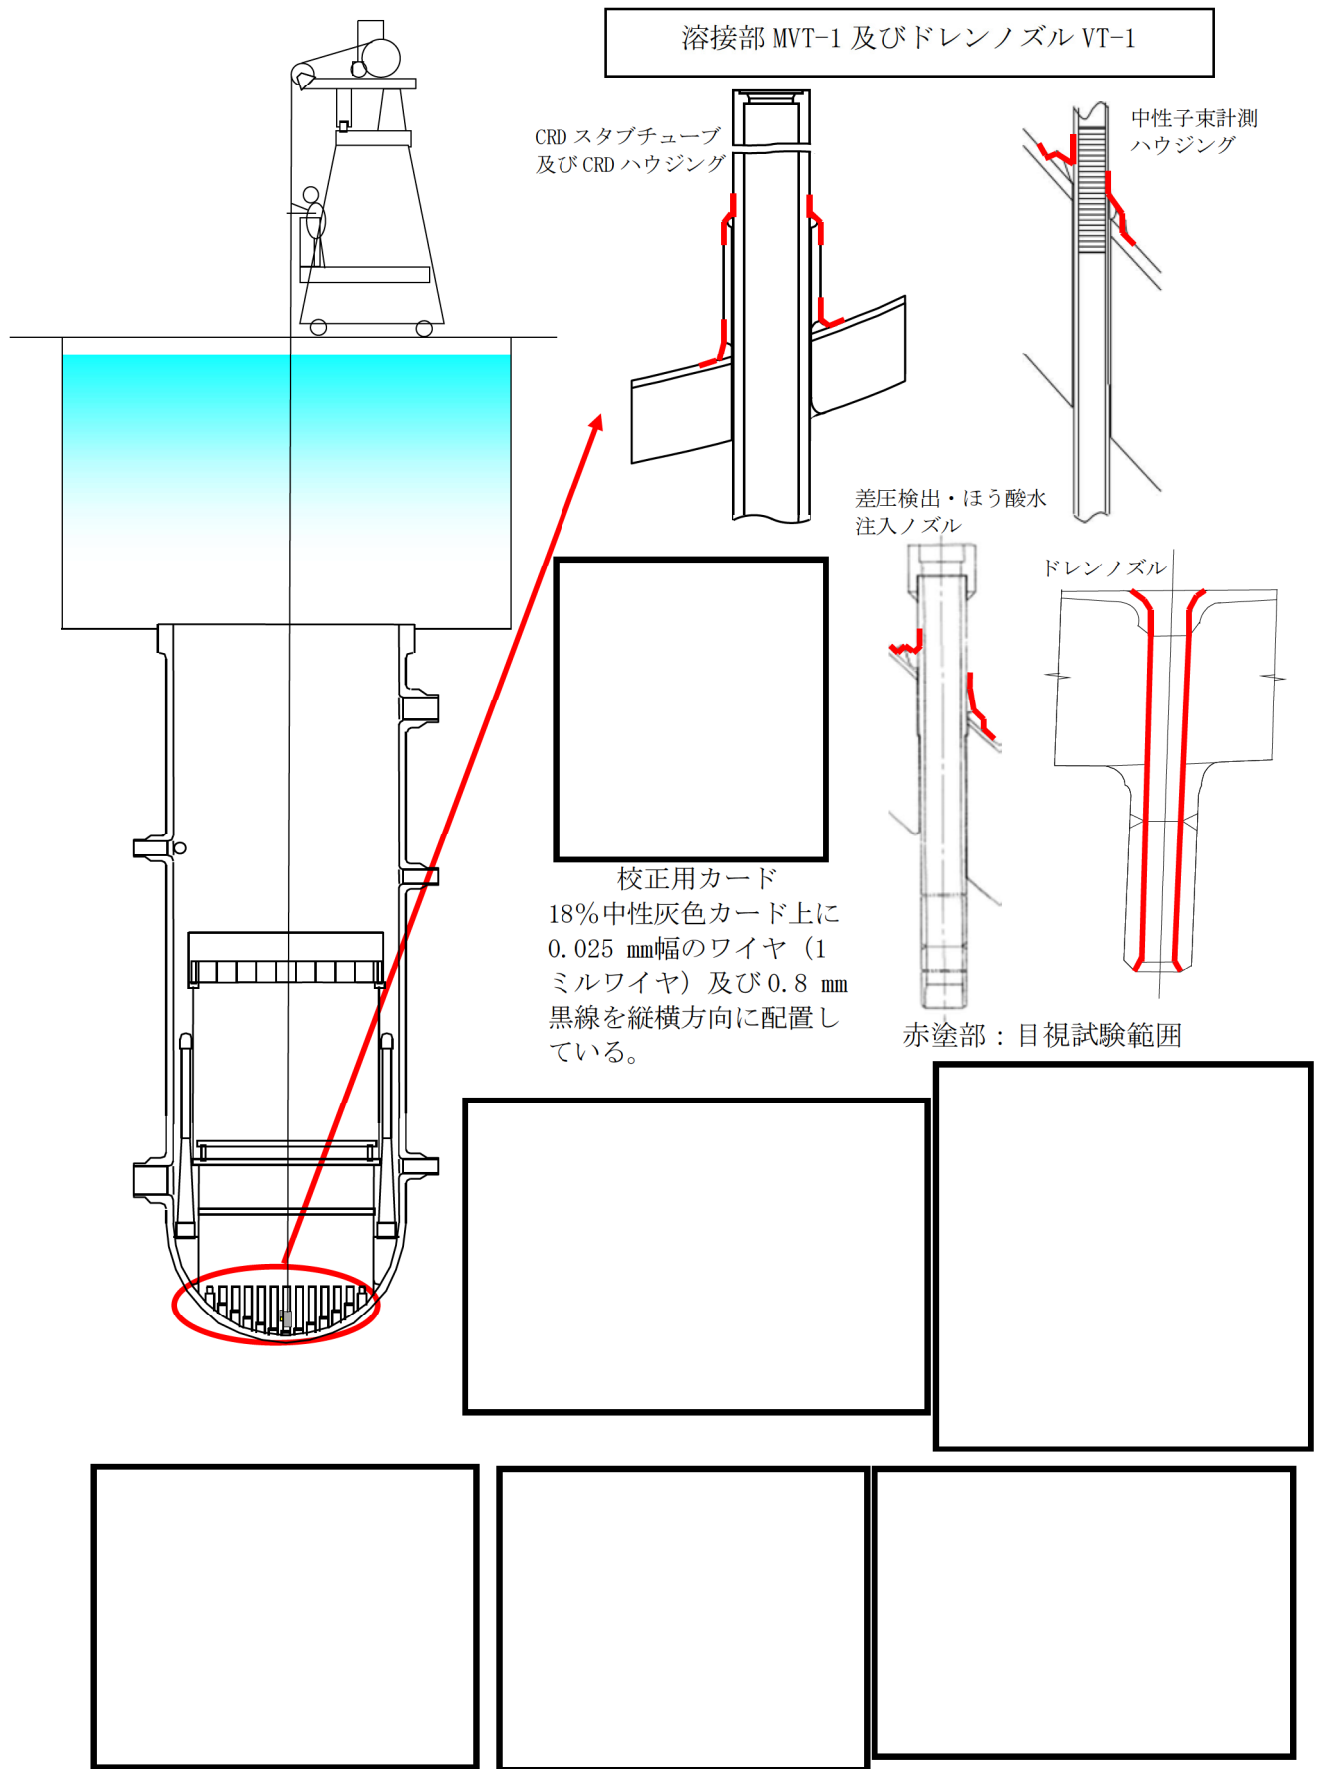 溶接部 MVT-1 及びドレンノズル VT-1
CRD スタブチューブ
及び CRD ハウジング
中性子束計測
ハウジング
差圧検出・ほう酸水
注入ノズル
ドレンノズル
校正用カード
18%中性灰色カード上に
0.025 mm幅のワイヤ（1
ミルワイヤ）及び 0.8 mm
黒線を縦横方向に配置し
ている。
赤塗部：目視試験範囲